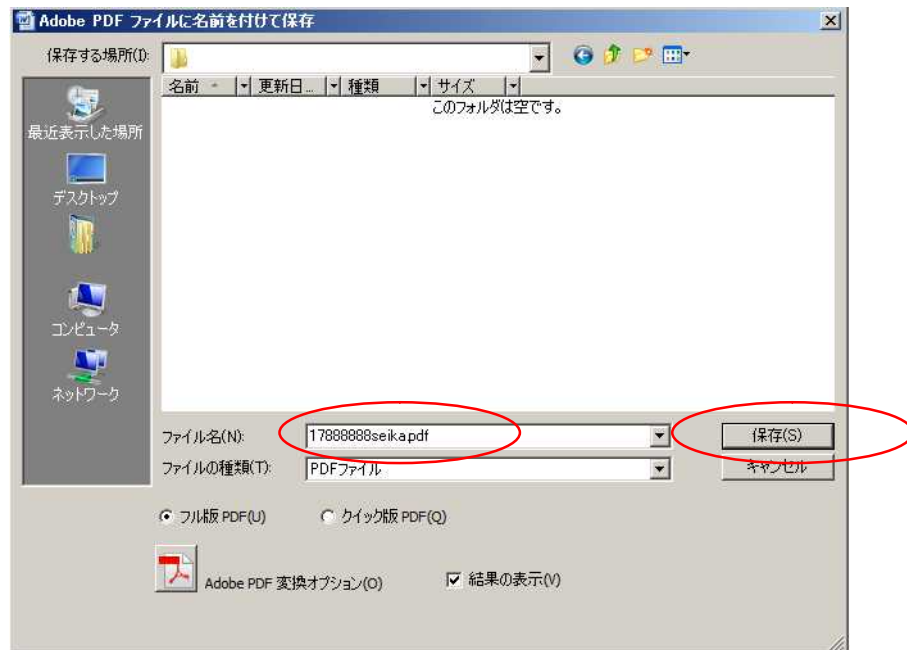 Adobe PDF ファイルに名前を付けて保存
保存する場所(I):
名前 更新日... 種類 サイズ
このフォルダは空です。
最近表示した場所
デスクトップ
コンピュータ
ネットワーク
ファイル名(N): 17888888seika.pdf 保存(S)
ファイルの種類(T): PDFファイル キャンセル
フル版 PDF(U) クイック版 PDF(Q)
Adobe PDF 変換オプション(O) 結果の表示(V)